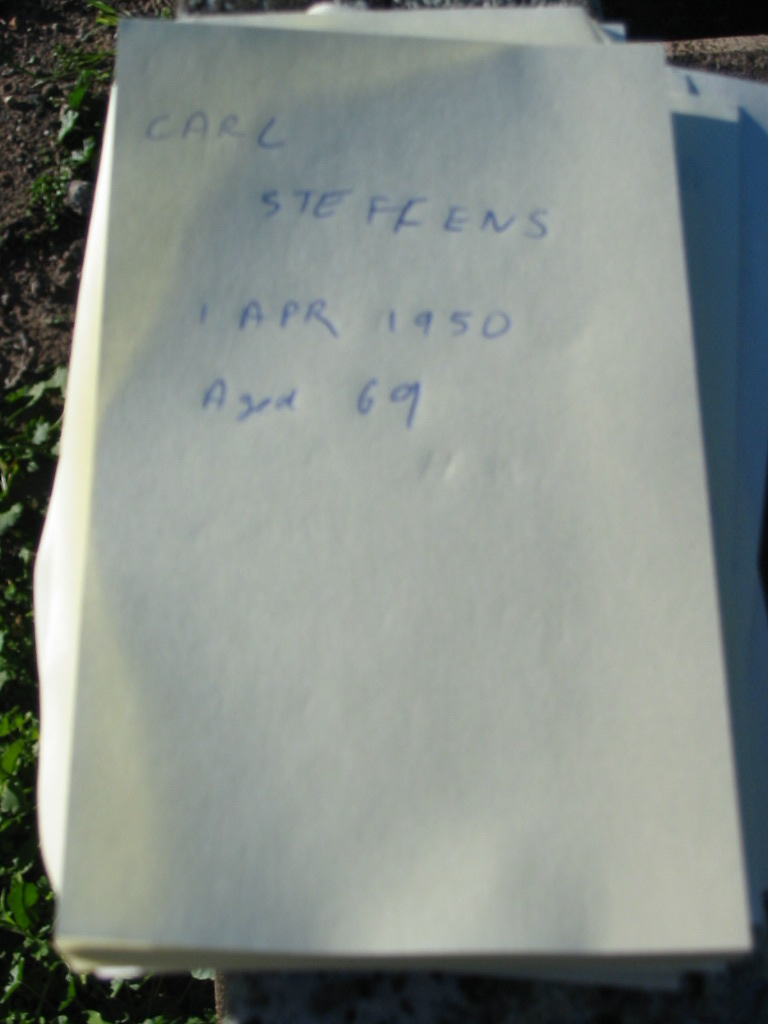 CARL
STEFFENS
1 APR 1950
Aged 69